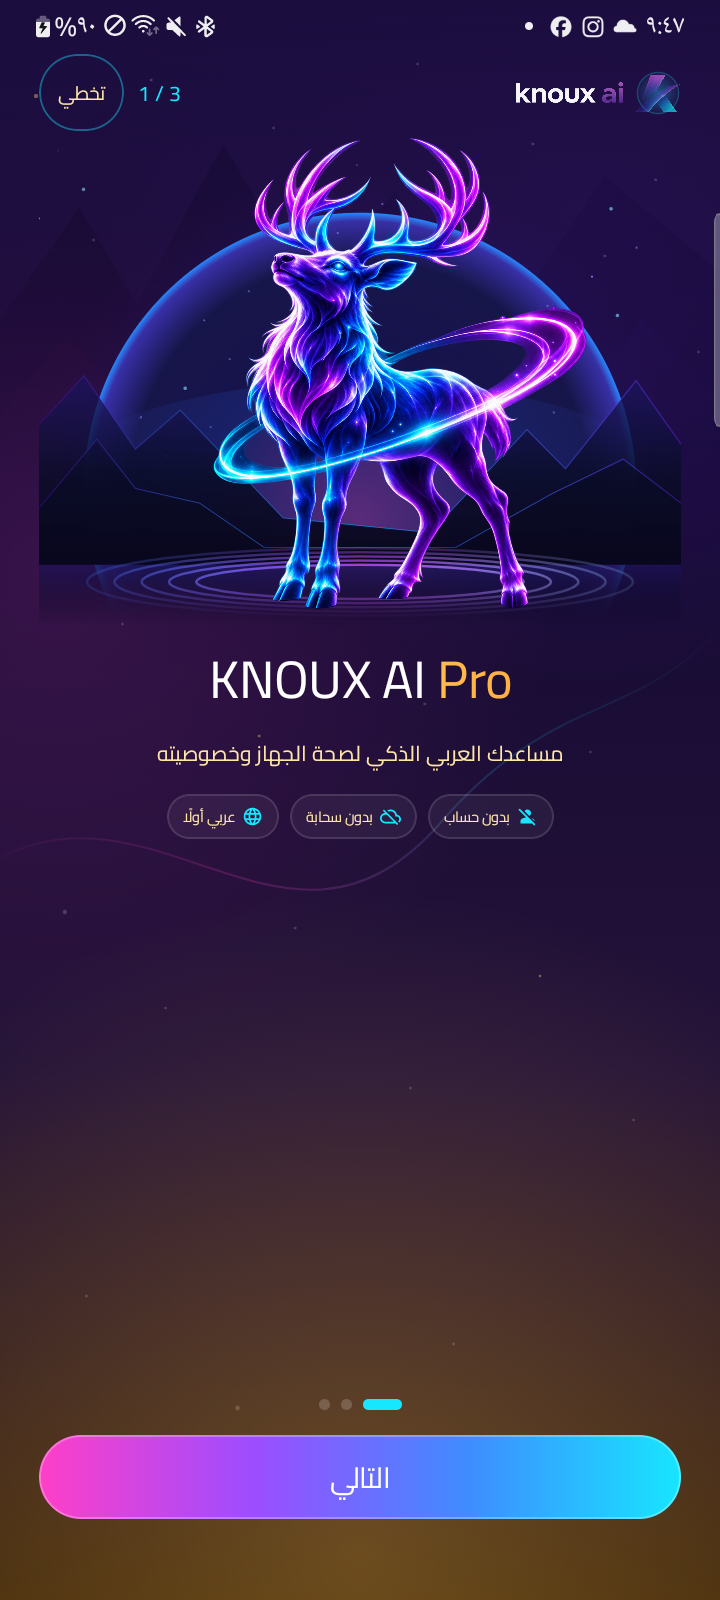 ٩:٤٧
%٩٠
knoux ai
1 / 3
تخطي
KNOUX AI Pro
مساعدك العربي الذكي لصحة الجهاز وخصوصيته
بدون حساب
بدون سحابة
عربي أولًا
التالي